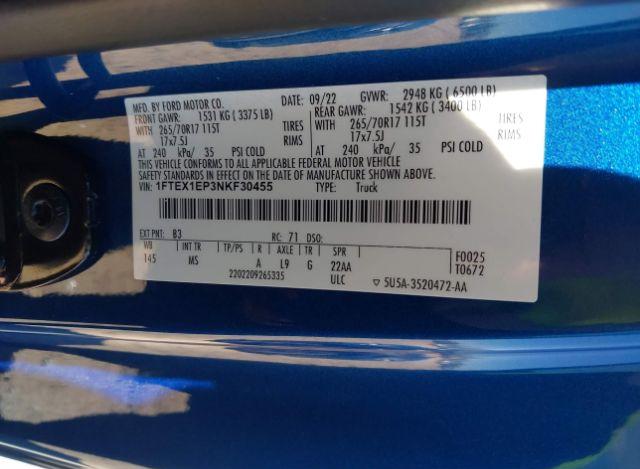 MFD. BY FORD MOTOR CO. DATE: 09/22 GVWR: 2948 KG ( 6500 LB)
FRONT GAWR: 1531 KG ( 3375 LB) REAR GAWR: 1542 KG ( 3400 LB)
WITH 265/70R17 115T TIRES WITH 265/70R17 115T TIRES
17x7.5J RIMS 17x7.5J RIMS
AT 240 kPa/ 35 PSI COLD AT 240 kPa/ 35 PSI COLD
THIS VEHICLE CONFORMS TO ALL APPLICABLE FEDERAL MOTOR VEHICLE
SAFETY STANDARDS IN EFFECT ON THE DATE OF MANUFACTURE SHOWN ABOVE.
VIN: 1FTEX1EP3NKF30455 TYPE: Truck
EXT PNT: B3 RC: 71 DSO:
WB INT TR TP/PS R AXLE TR SPR F0025
145 MS A L9 G 22AA T0672
2202209265335 ULC ▽ 5U5A-3520472-AA